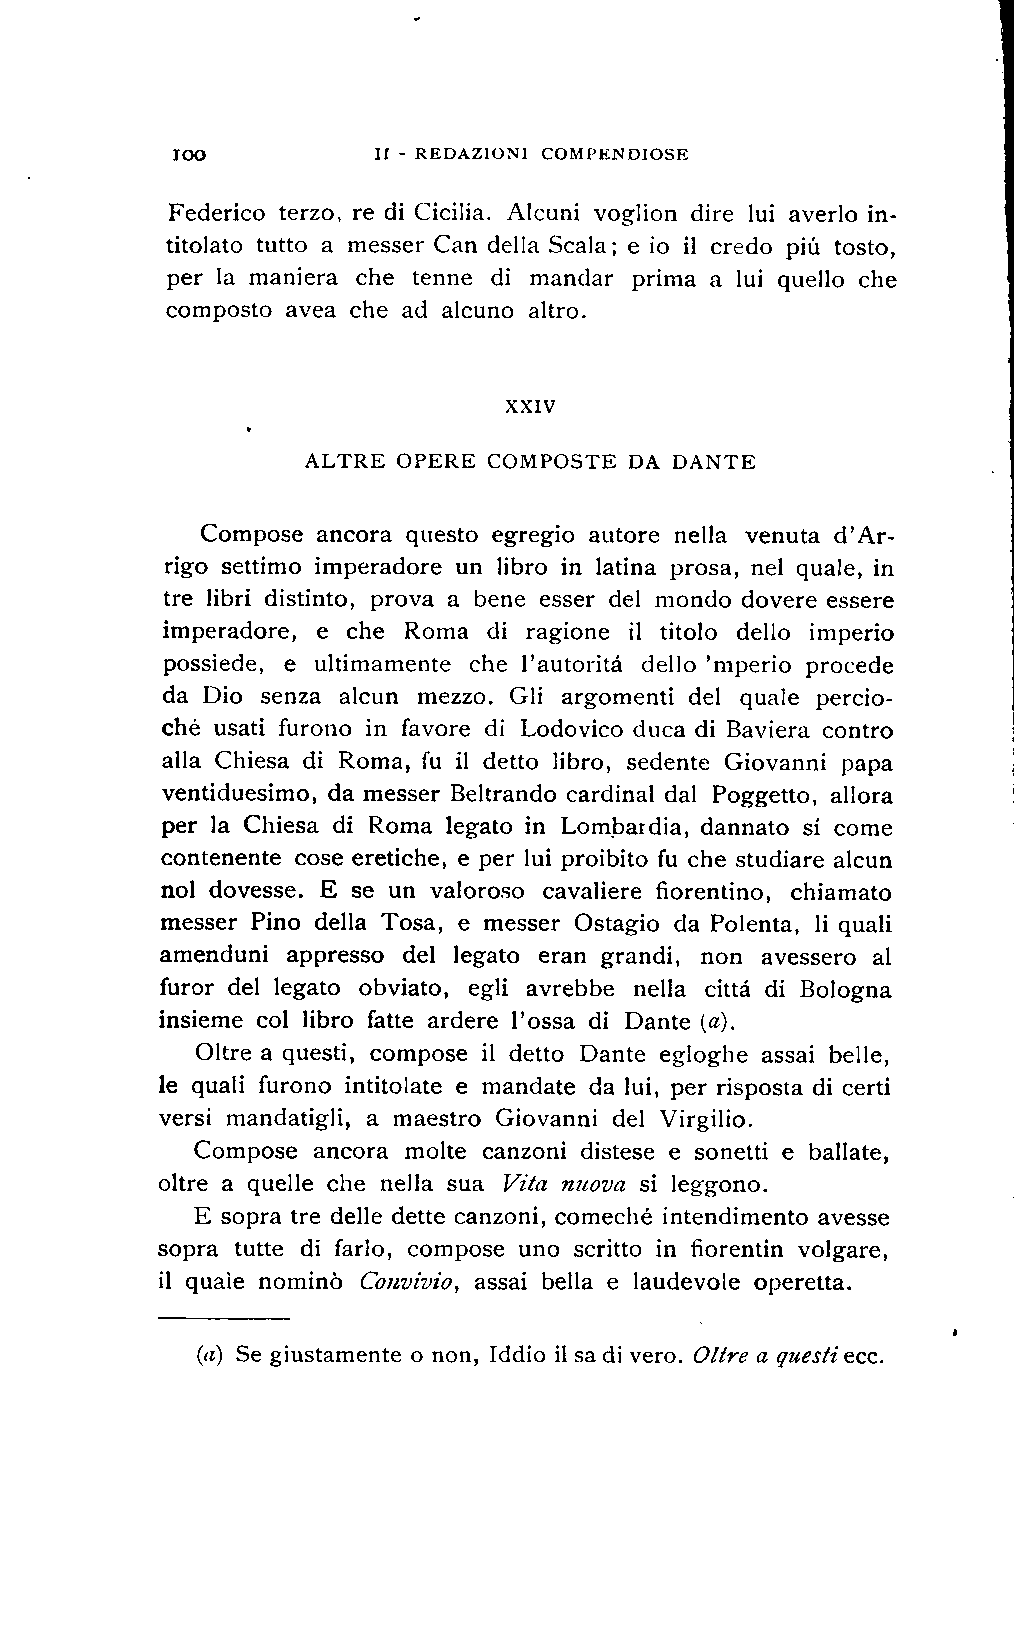 100 II - REDAZIONI COMPENDIOSE
Federico terzo, re di Cicilia. Alcuni voglion dire lui averlo in-
titolato tutto a messer Can della Scala; e io il credo piú tosto,
per la maniera che tenne di mandar prima a lui quello che
composto avea che ad alcuno altro.
XXIV
ALTRE OPERE COMPOSTE DA DANTE
Compose ancora questo egregio autore nella venuta d'Ar-
rigo settimo imperadore un libro in latina prosa, nel quale, in
tre libri distinto, prova a bene esser del mondo dovere essere
imperadore, e che Roma di ragione il titolo dello imperio
possiede, e ultimamente che l'autoritá dello 'mperio procede
da Dio senza alcun mezzo. Gli argomenti del quale percio-
ché usati furono in favore di Lodovico duca di Baviera contro
alla Chiesa di Roma, fu il detto libro, sedente Giovanni papa
ventiduesimo, da messer Beltrando cardinal dal Poggetto, allora
per la Chiesa di Roma legato in Lombardia, dannato sí come
contenente cose eretiche, e per lui proibito fu che studiare alcun
nol dovesse. E se un valoroso cavaliere fiorentino, chiamato
messer Pino della Tosa, e messer Ostagio da Polenta, li quali
amenduni appresso del legato eran grandi, non avessero al
furor del legato obviato, egli avrebbe nella cittá di Bologna
insieme col libro fatte ardere l'ossa di Dante (a).
Oltre a questi, compose il detto Dante egloghe assai belle,
le quali furono intitolate e mandate da lui, per risposta di certi
versi mandatigli, a maestro Giovanni del Virgilio.
Compose ancora molte canzoni distese e sonetti e ballate,
oltre a quelle che nella sua Vita nuova si leggono.
E sopra tre delle dette canzoni, comeché intendimento avesse
sopra tutte di farlo, compose uno scritto in fiorentin volgare,
il quale nominò Convivio, assai bella e laudevole operetta.
(a) Se giustamente o non, Iddio il sa di vero. Oltre a questi ecc.